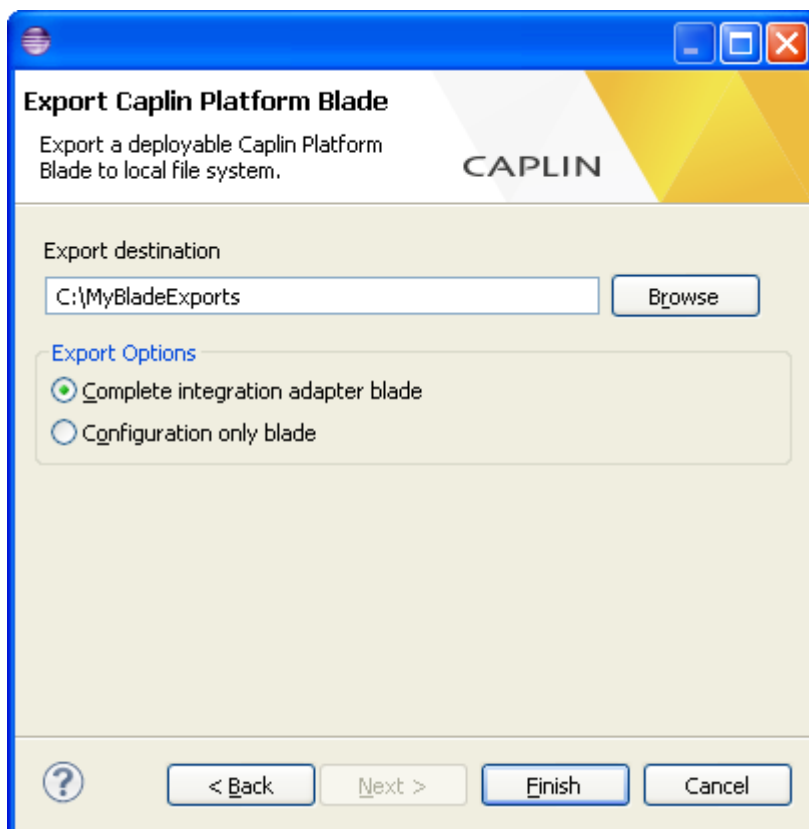 Export Caplin Platform Blade
Export a deployable Caplin Platform
Blade to local file system.
CAPLIN
Export destination
C:\MyBladeExports
Browse
Export Options
Complete integration adapter blade
Configuration only blade
?
< Back
Next >
Finish
Cancel